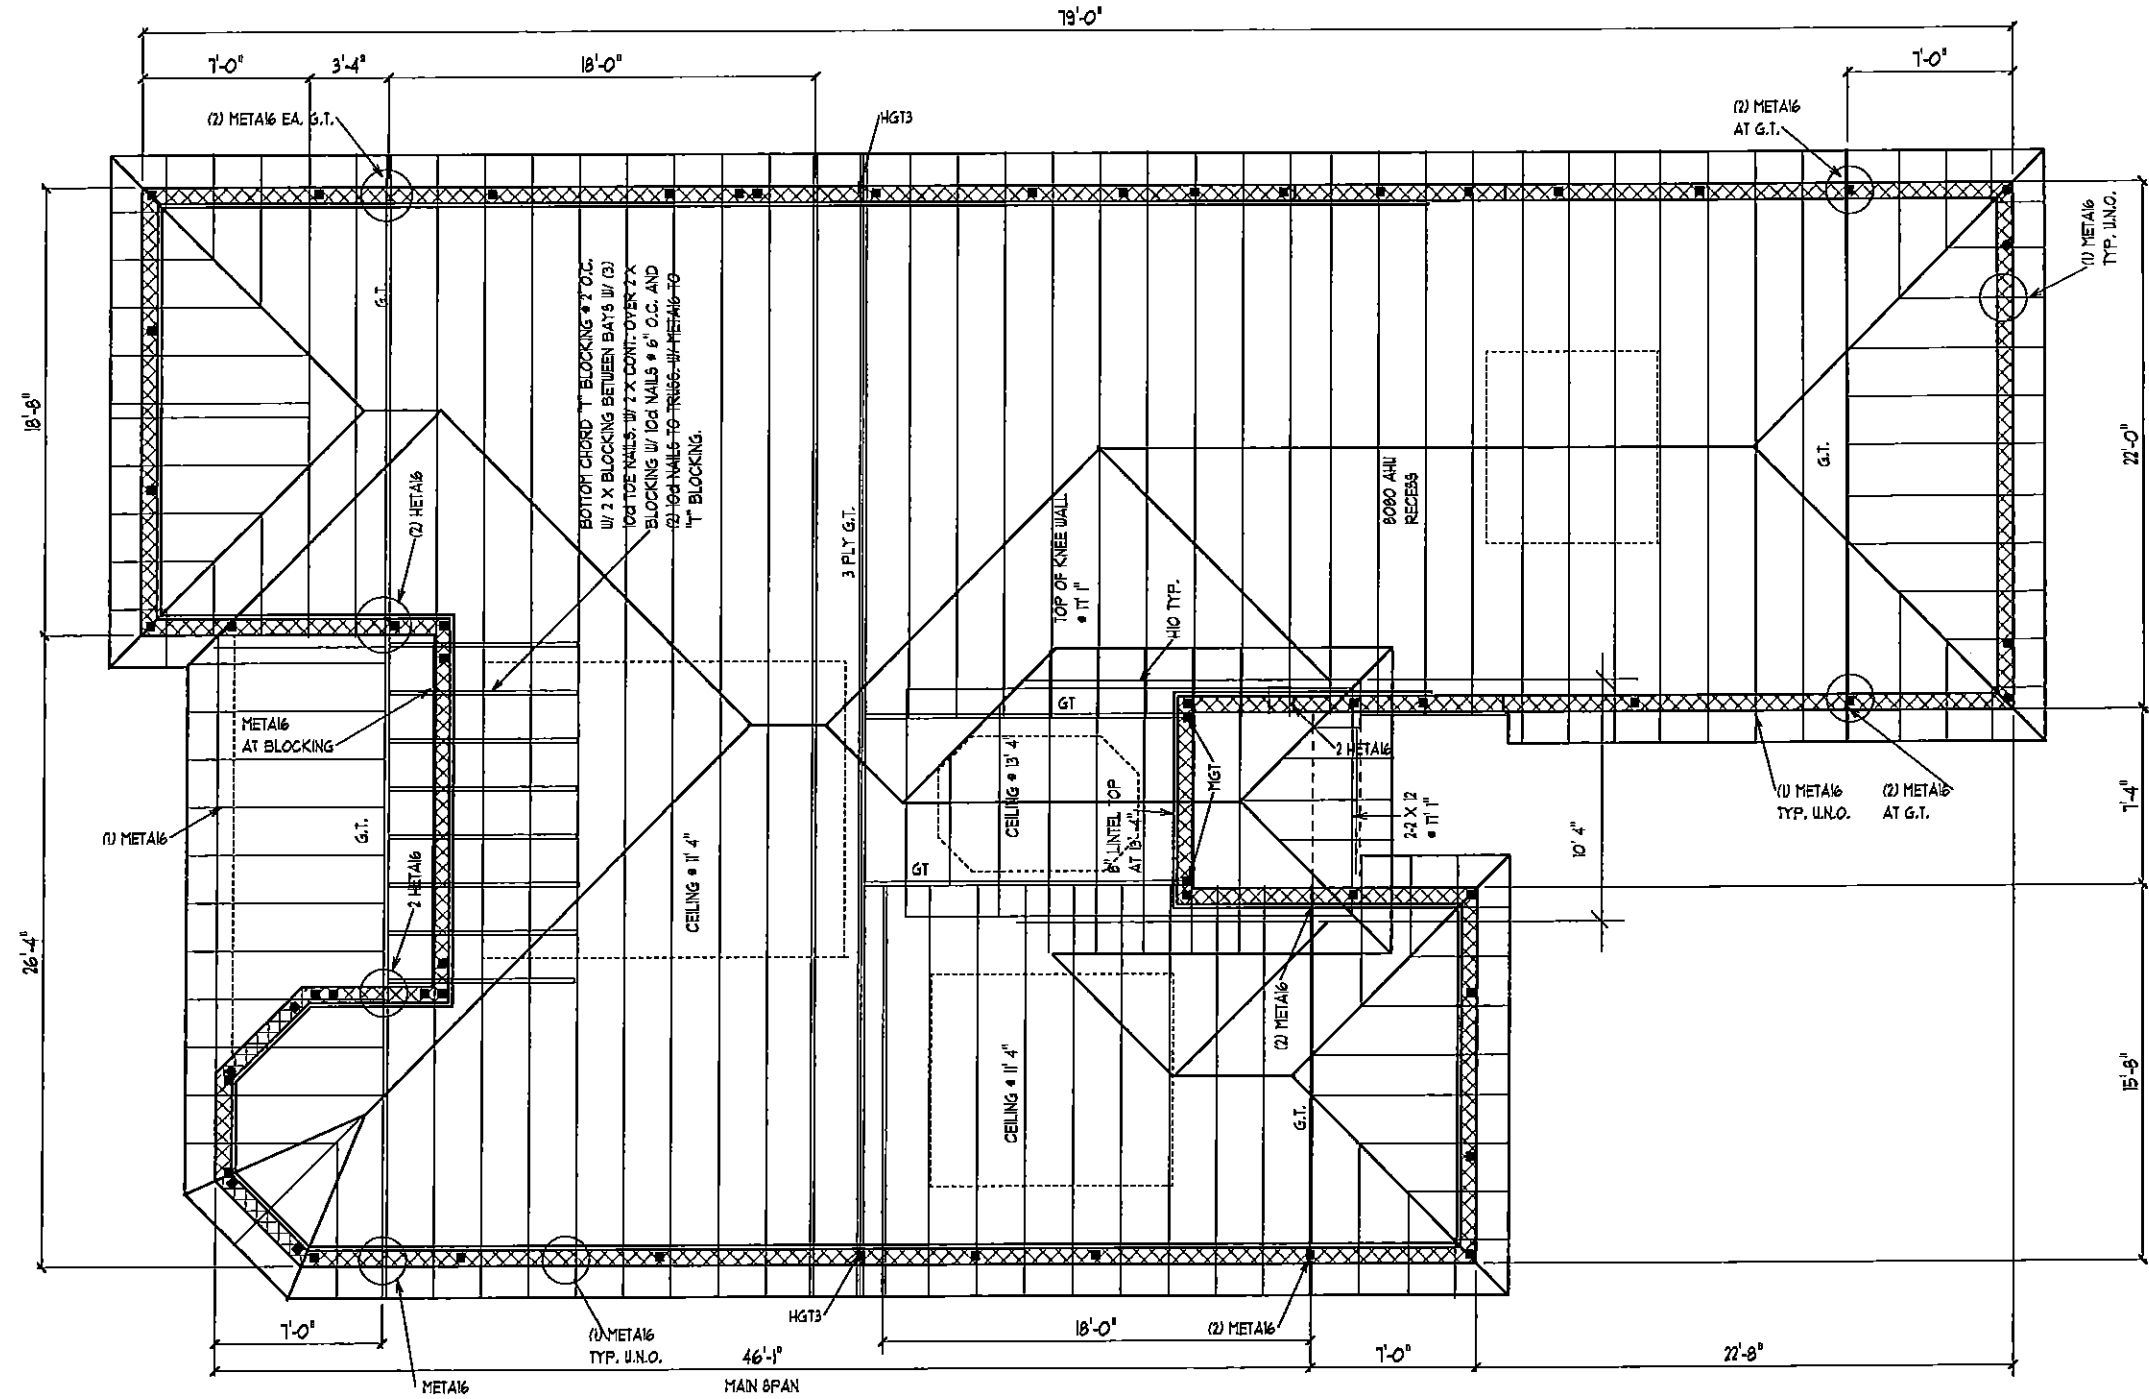 79'-0"
7'-0"
3'-4"
18'-0"
7'-0"
(2) META16 EA. G.T.
HGT3
(2) META16
AT G.T.
(1) META16
TYP. U.N.O.
18'-8"
G.T.
BOTTOM CHORD "T" BLOCKING @ 2' O.C.
W/ 2 X BLOCKING BETWEEN BAYS W/ (3)
10d TOE NAILS. W/ 2 X CONT. OVER 2 X
BLOCKING W/ 10d NAILS @ 6" O.C. AND
(2) 10d NAILS TO TRUSS. W/ META16 TO
"T" BLOCKING.
3 PLY G.T.
TOP OF KNEE WALL
@ 17' 1"
H10 TYP.
8080 AHU
RECESS
G.T.
22'-0"
(2) HETA16
META16
AT BLOCKING
(1) META16
G.T.
2 HETA16
CEILING @ 11' 4"
GT
CEILING @ 13' 4"
8" LINTEL TOP
AT 13'-4"
MGT
2 HETA16
2-2 X 12
@ 17' 1"
10' 4"
(1) META16
TYP. U.N.O.
(2) META16
AT G.T.
7'-4"
GT
26'-4"
CEILING @ 11' 4"
(2) META16
G.T.
15'-8"
7'-0"
(1) META16
TYP. U.N.O.
META16
HGT3
18'-0"
(2) META16
46'-1"
MAIN SPAN
7'-0"
22'-8"